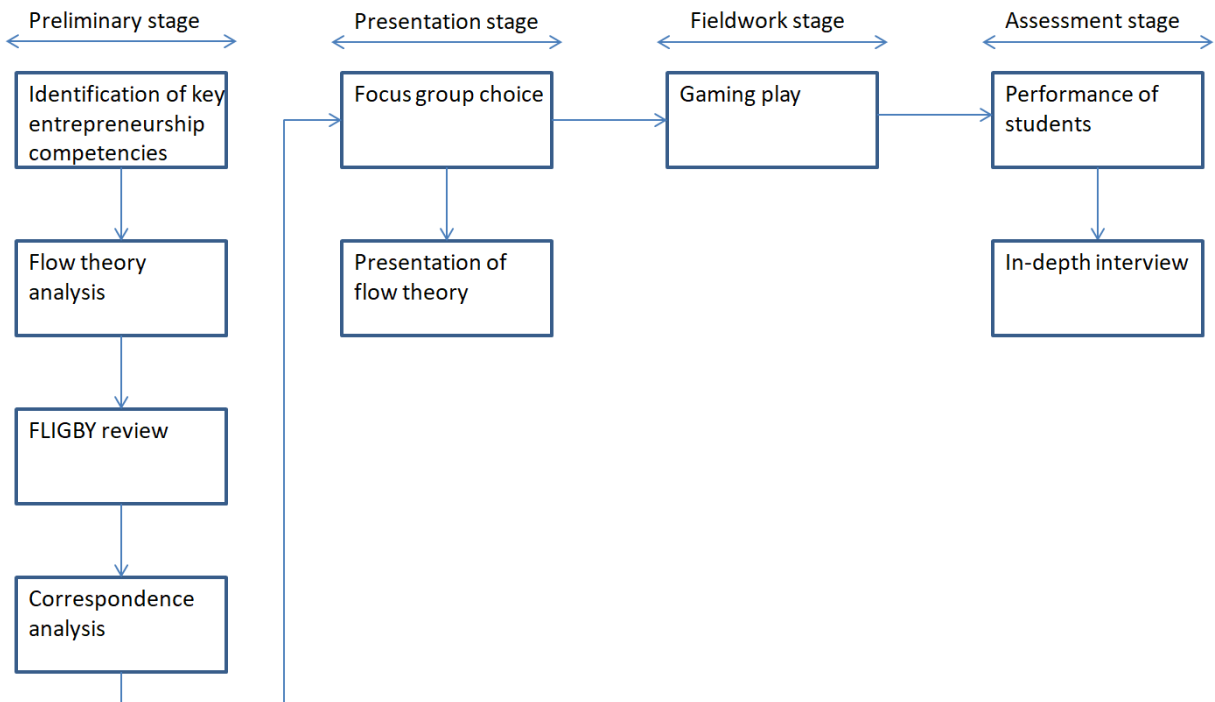 Preliminary stage
Presentation stage
Fieldwork stage
Assessment stage
Identification of key
entrepreneurship
competencies
Focus group choice
Gaming play
Performance of
students
Flow theory
analysis
Presentation of
flow theory
In-depth interview
FLIGBY review
Correspondence
analysis